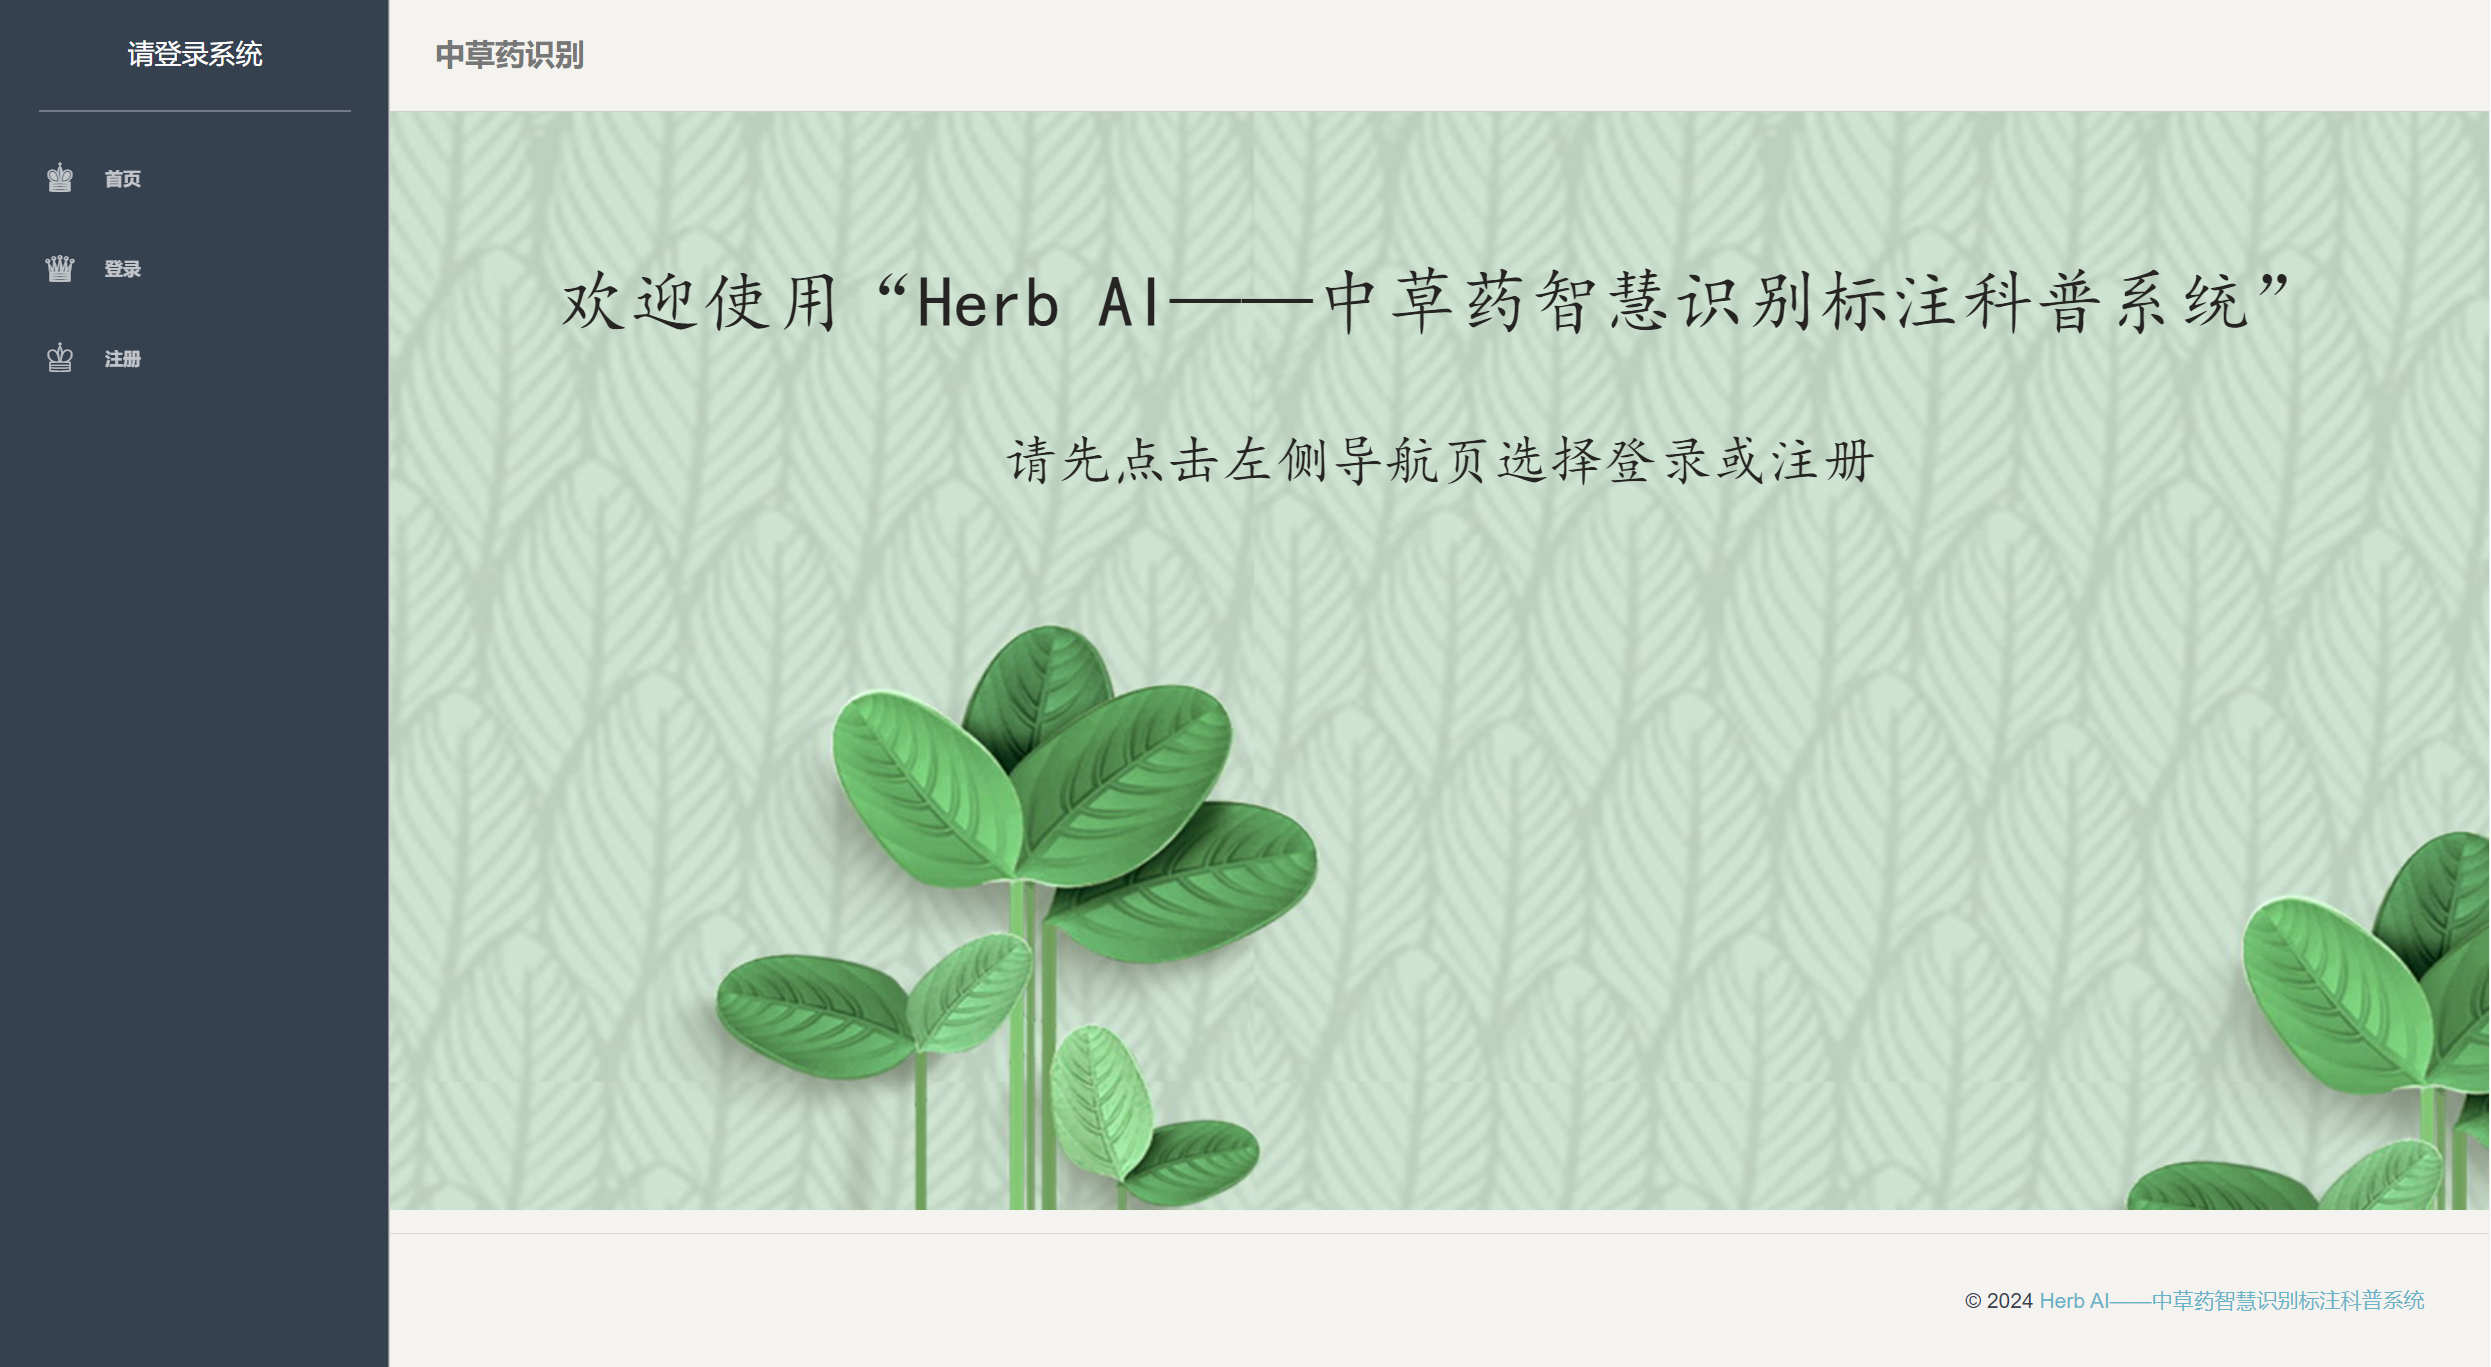 请登录系统
首页
登录
注册
中草药识别
欢迎使用“Herb AI——中草药智慧识别标注科普系统”
请先点击左侧导航页选择登录或注册
© 2024 Herb AI——中草药智慧识别标注科普系统